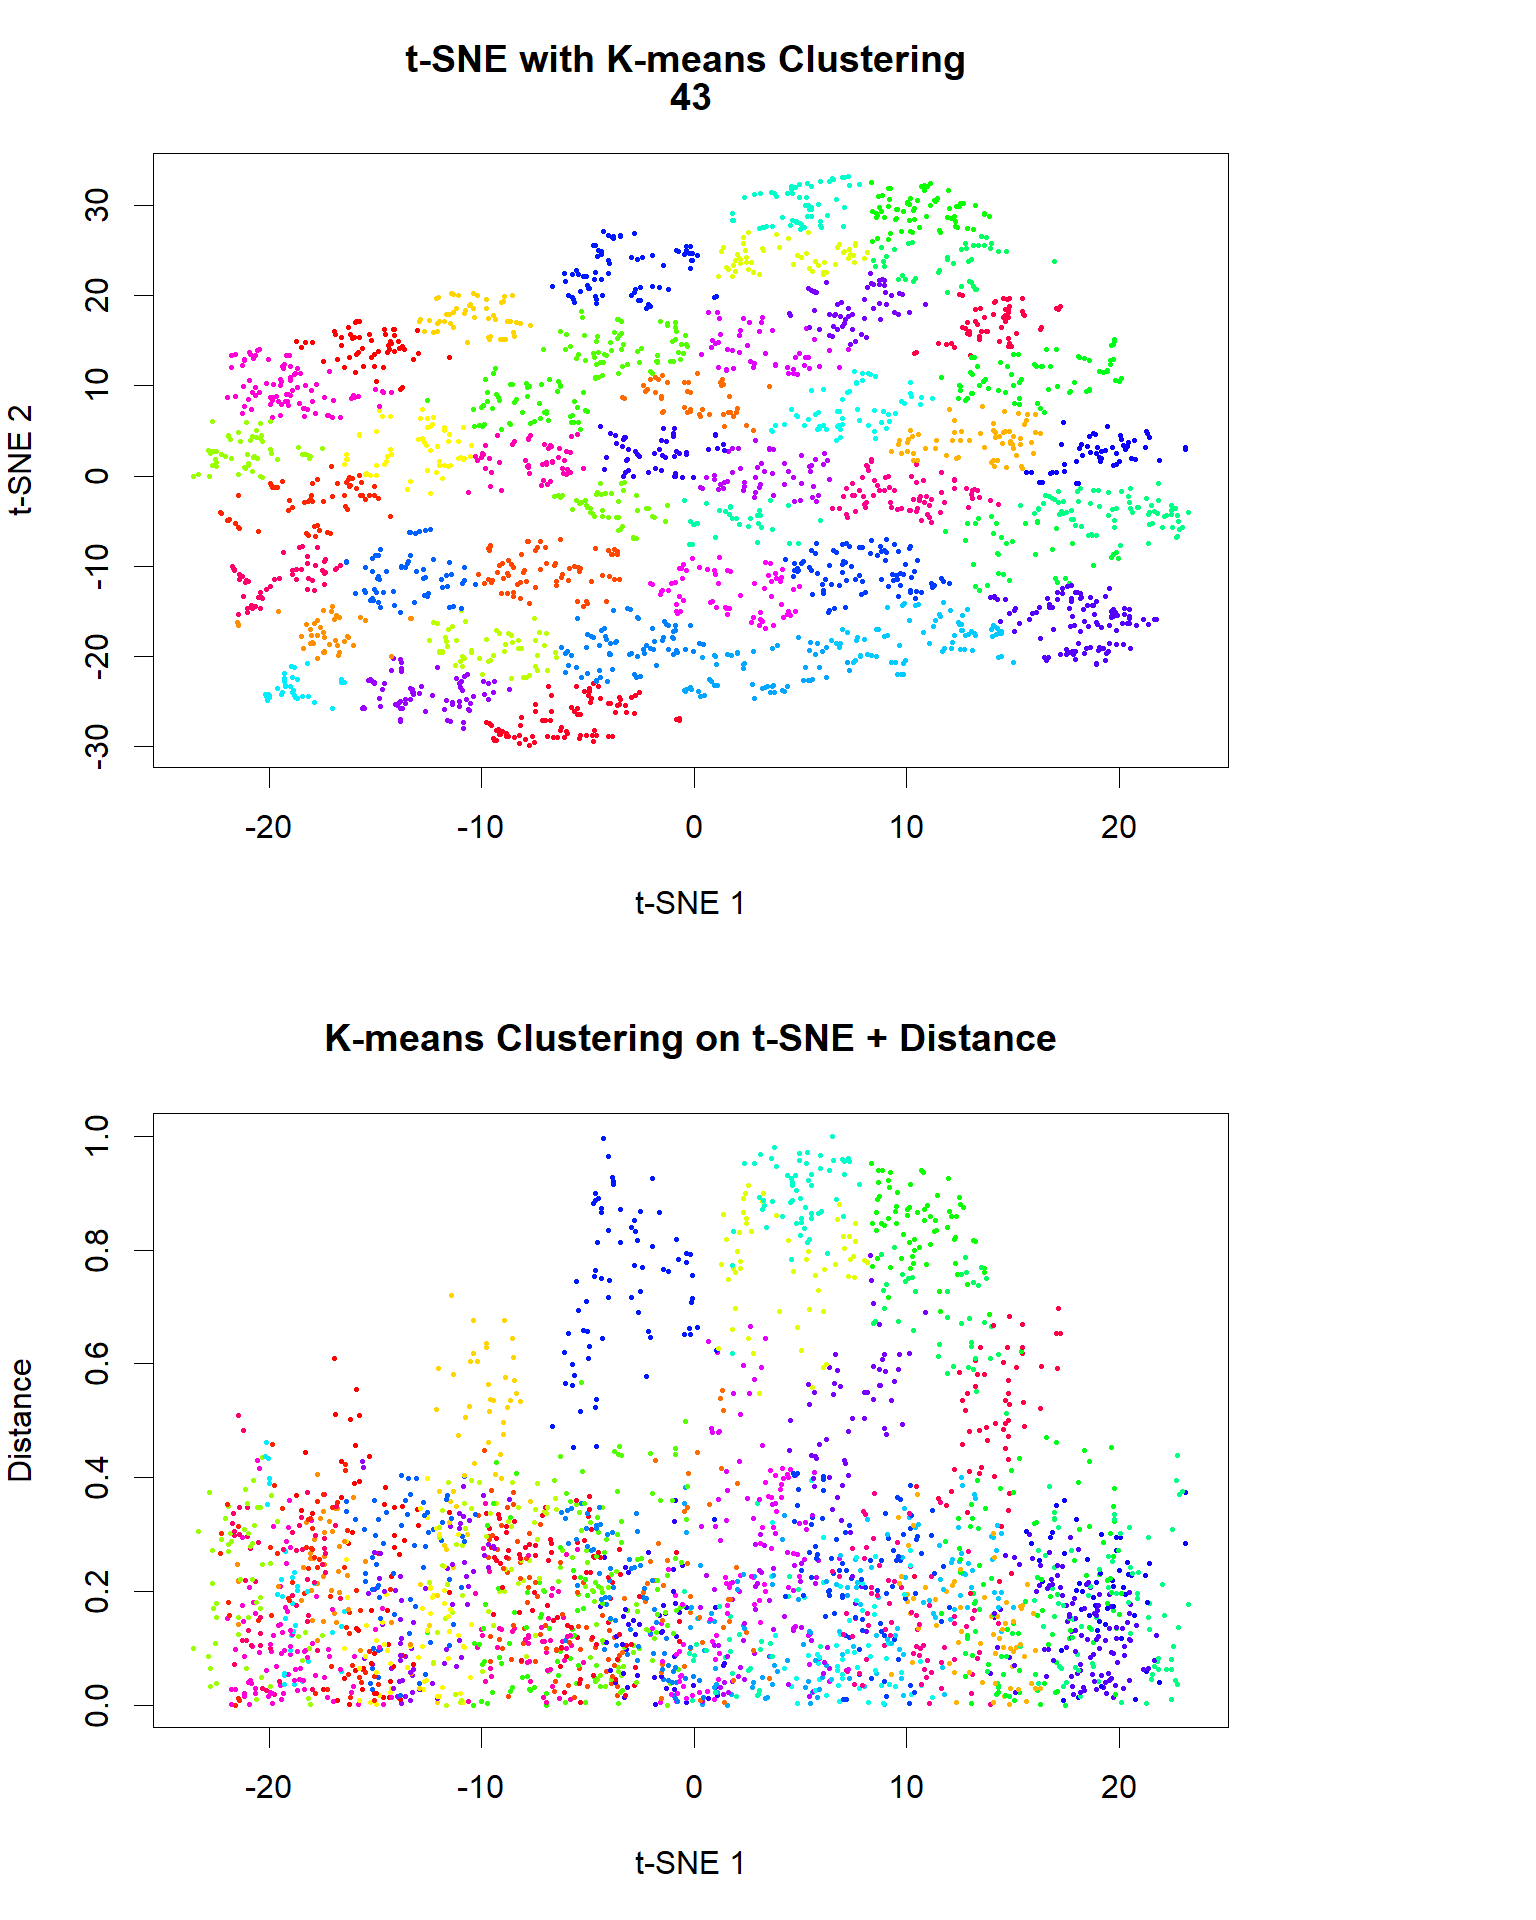 t-SNE with K-means Clustering
43
30
20
10
0
-10
-20
-30
t-SNE 2
-20 -10 0 10 20
t-SNE 1
K-means Clustering on t-SNE + Distance
1.0
0.8
0.6
0.4
0.2
0.0
Distance
-20 -10 0 10 20
t-SNE 1